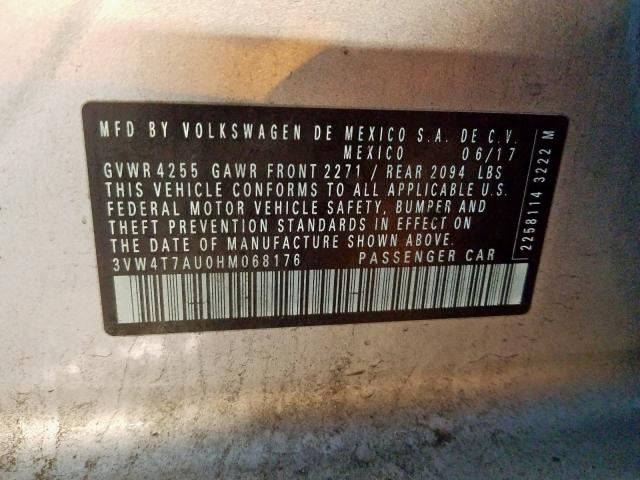 MFD BY VOLKSWAGEN DE MEXICO S.A. DE C.V.
MEXICO 06/17
GVWR 4255 GAWR FRONT 2271 / REAR 2094 LBS
THIS VEHICLE CONFORMS TO ALL APPLICABLE U.S.
FEDERAL MOTOR VEHICLE SAFETY, BUMPER AND
THEFT PREVENTION STANDARDS IN EFFECT ON
THE DATE OF MANUFACTURE SHOWN ABOVE.
3VW4T7AU0HM068176 PASSENGER CAR
2258114 3222 M